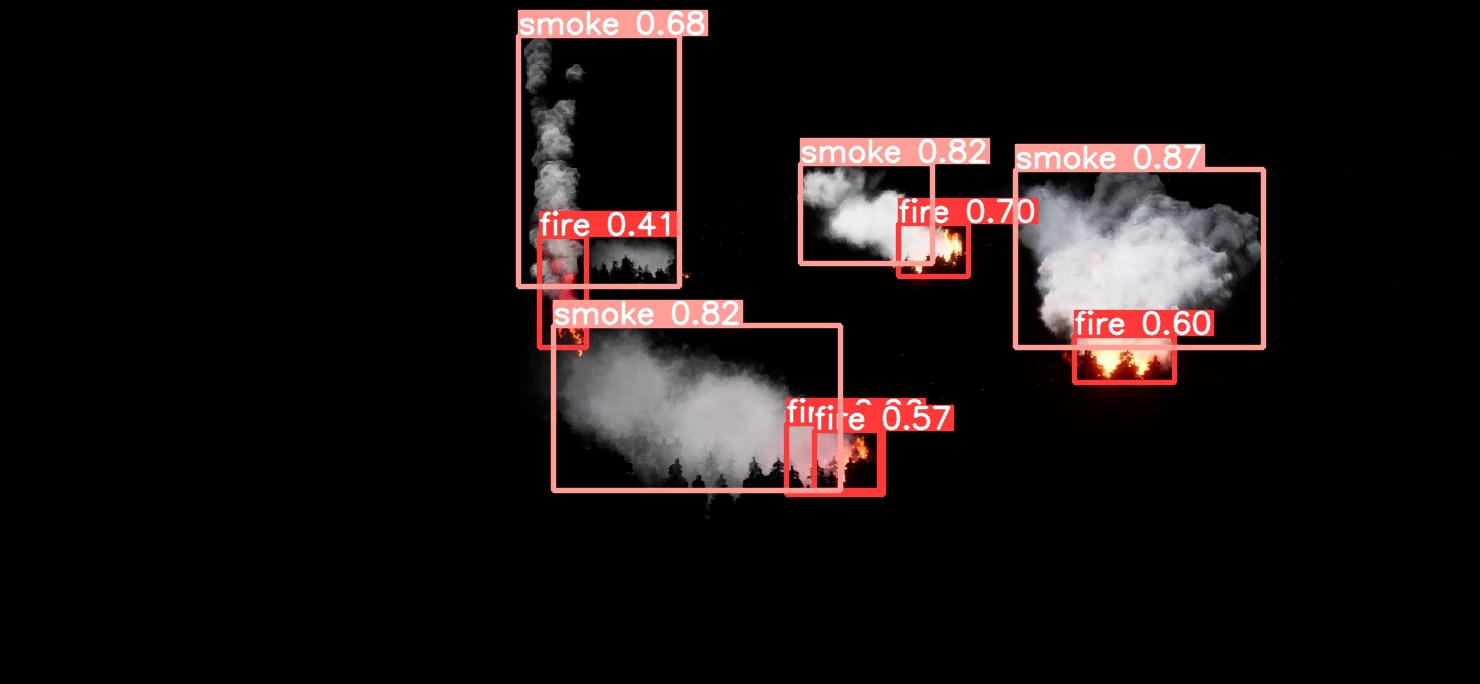 smoke 0.68
smoke 0.82
smoke 0.87
fire 0.41
fire 0.70
smoke 0.82
fire 0.60
fire 0.57